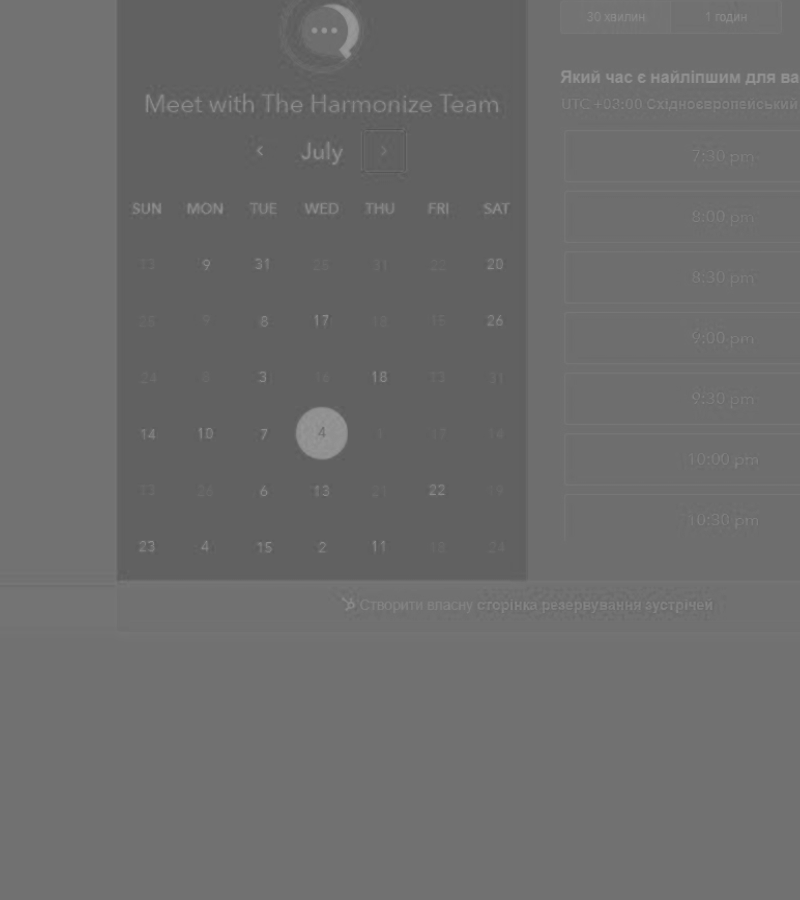 30 хвилин 1 годин
Meet with The Harmonize Team
Який час є найліпшим для ва
UTC +03:00 Східноєвропейський
July
7:30 pm
SUN MON TUE WED THU FRI SAT
8:00 pm
13 9 31 25 31 22 20
8:30 pm
26 9 8 17 18 15 26
9:00 pm
24 8 3 16 18 13 31
9:30 pm
14 10 7 4 17 16
10:00 pm
13 26 6 13 21 22 19
10:30 pm
23 4 15 2 11 18 24
Створити власну сторінка резервування зустрічей